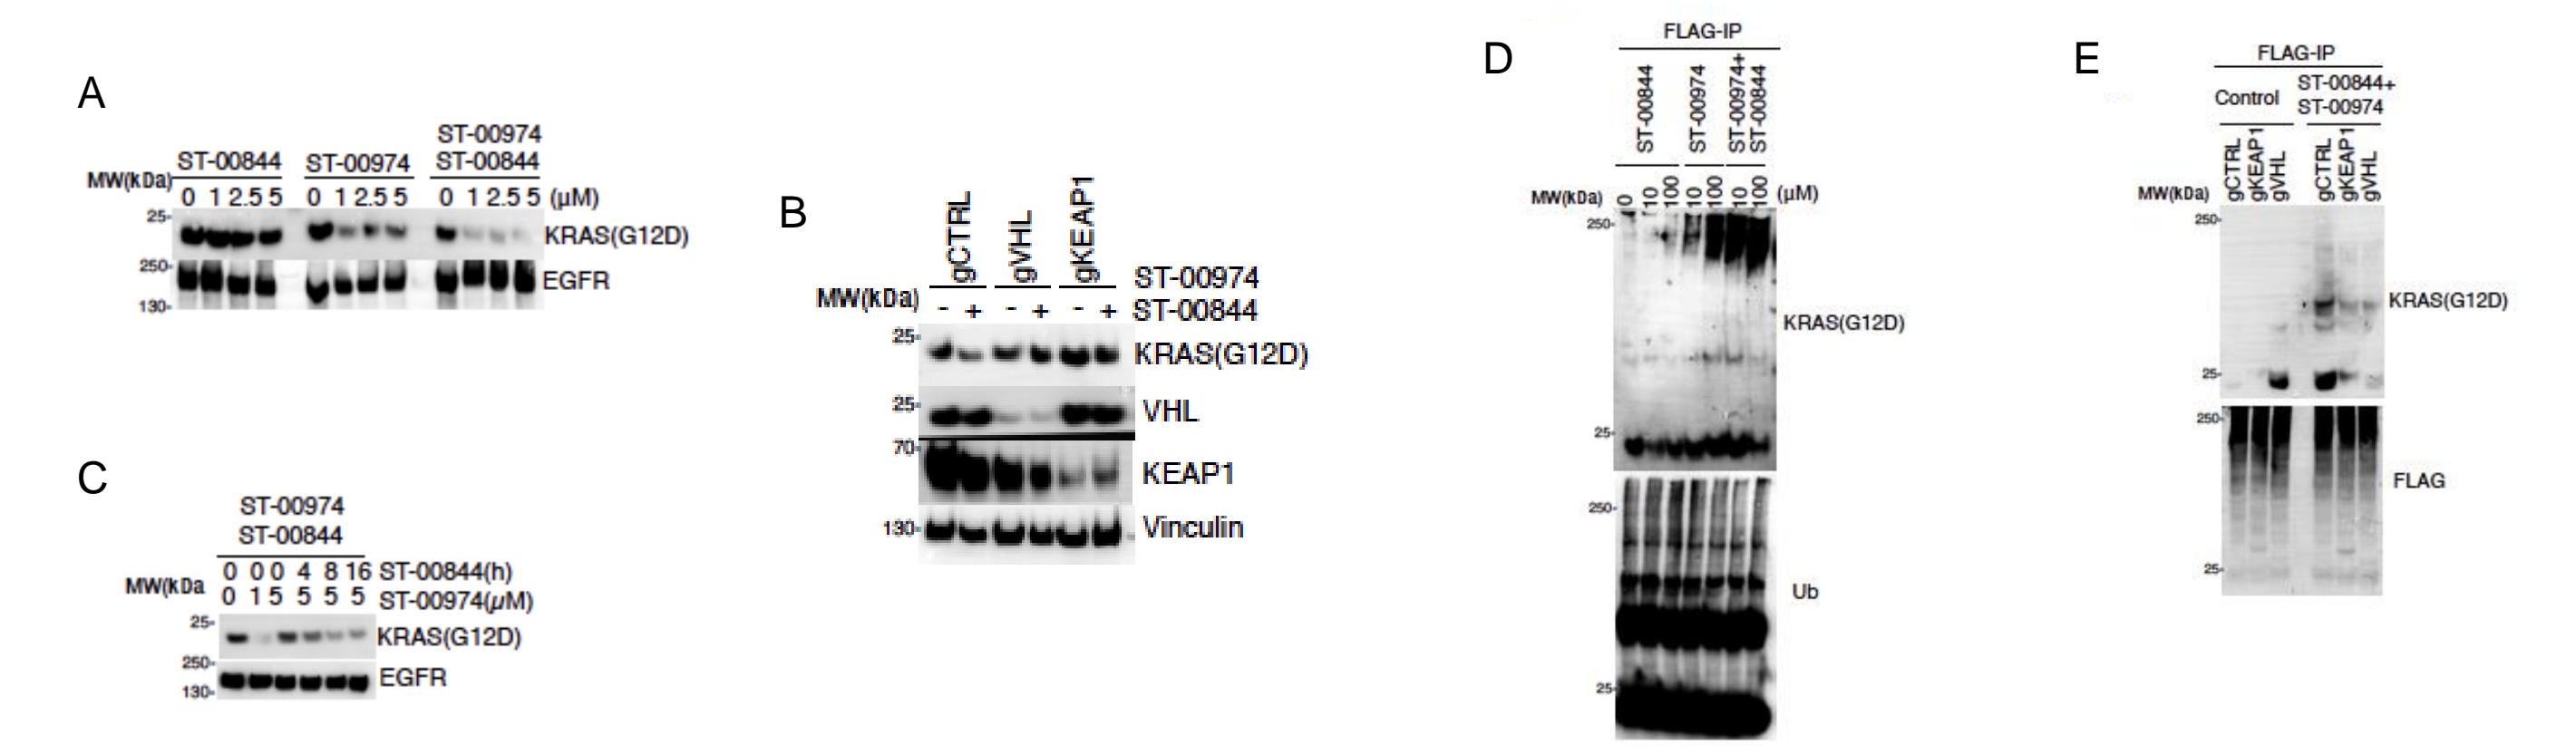 A
ST-00974
ST-00844 ST-00974 ST-00844
MW(kDa)
0 1 2.5 5 0 1 2.5 5 0 1 2.5 5 (µM)
25-
KRAS(G12D)
250-
EGFR
130-
B
gCTRL gVHL gKEAP1
ST-00974
MW(kDa)
- + - + - + ST-00844
25-
KRAS(G12D)
25-
VHL
70-
KEAP1
130-
Vinculin
C
ST-00974
ST-00844
0 0 0 4 8 16 ST-00844(h)
MW(kDa
0 1 5 5 5 5 ST-00974(µM)
25-
KRAS(G12D)
250-
EGFR
130-
D
FLAG-IP
ST-00844 ST-00974 ST-00974+ ST-00844
MW(kDa) 0 10 100 10 100 10 100 (µM)
250-
KRAS(G12D)
25-
250-
Ub
25-
E
FLAG-IP
Control
ST-00844+
ST-00974
gCTRL gKEAP1 gVHL gCTRL gKEAP1 gVHL
MW(kDa)
250-
KRAS(G12D)
25-
250-
FLAG
25-